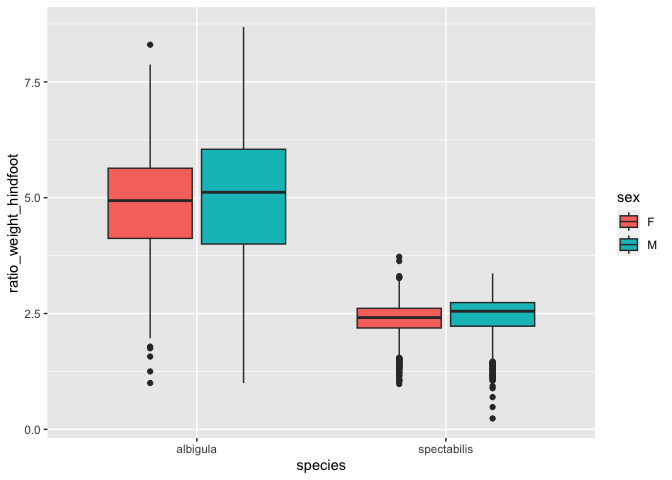 ratio_weight_hindfoot
7.5
5.0
2.5
0.0
albigula
spectabilis
species
sex
F
M